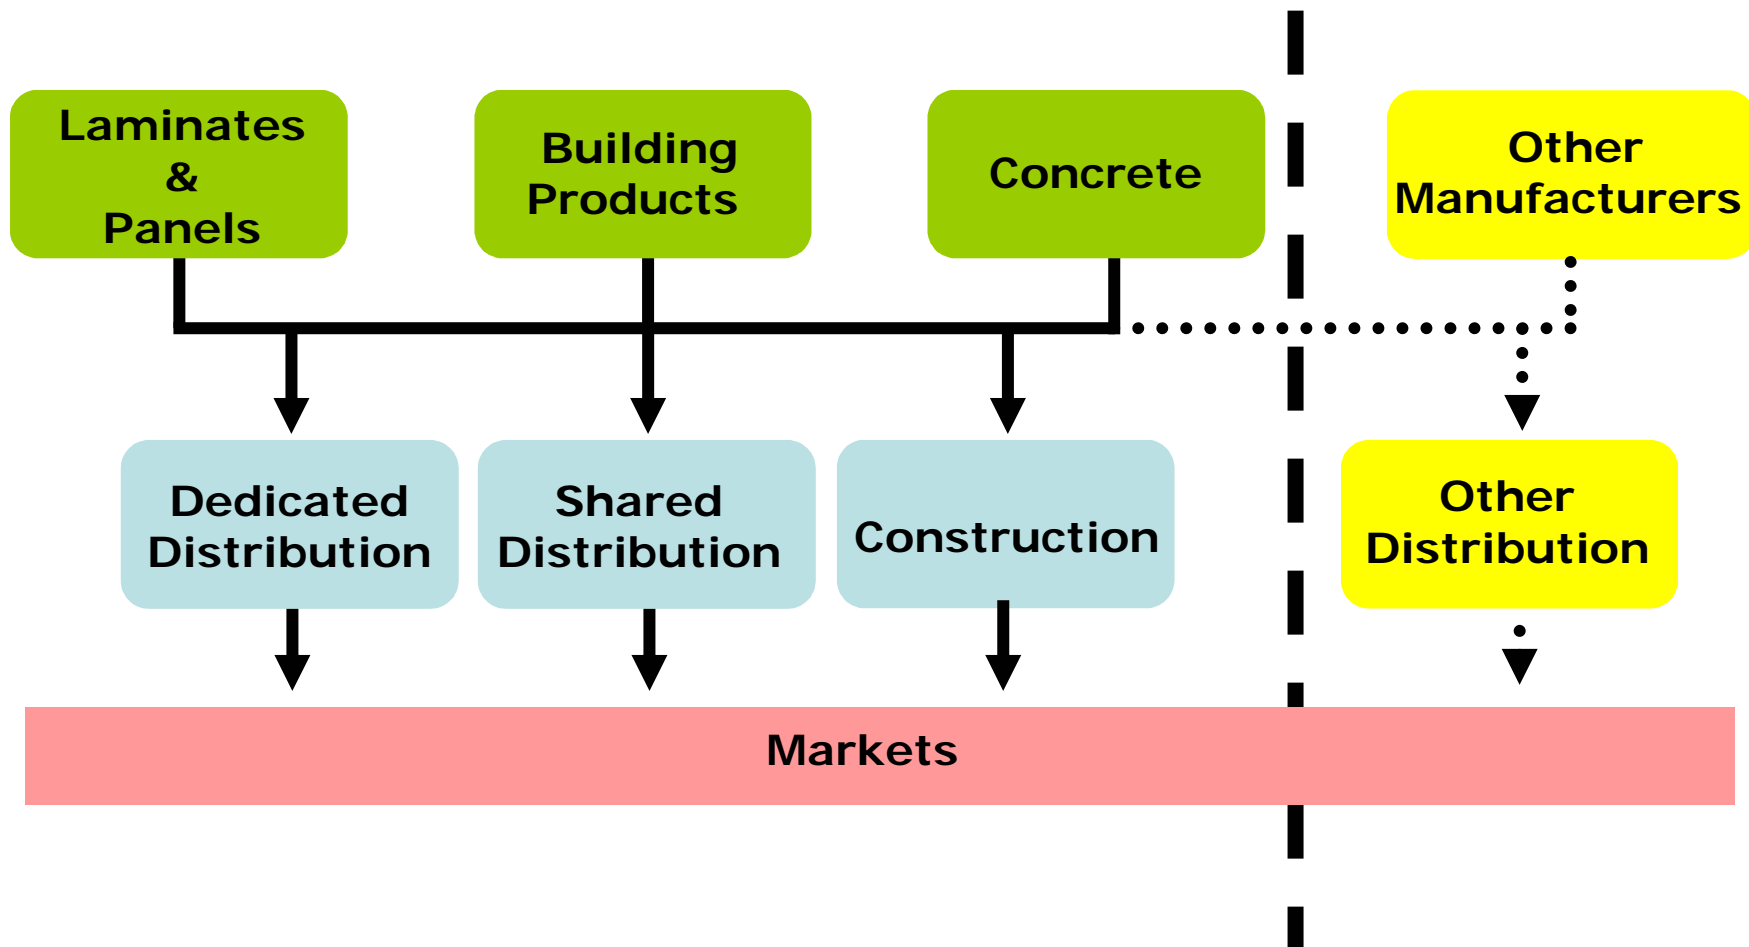 Laminates
&
Panels
Building
Products
Concrete
Other
Manufacturers
Dedicated
Distribution
Shared
Distribution
Construction
Other
Distribution
Markets